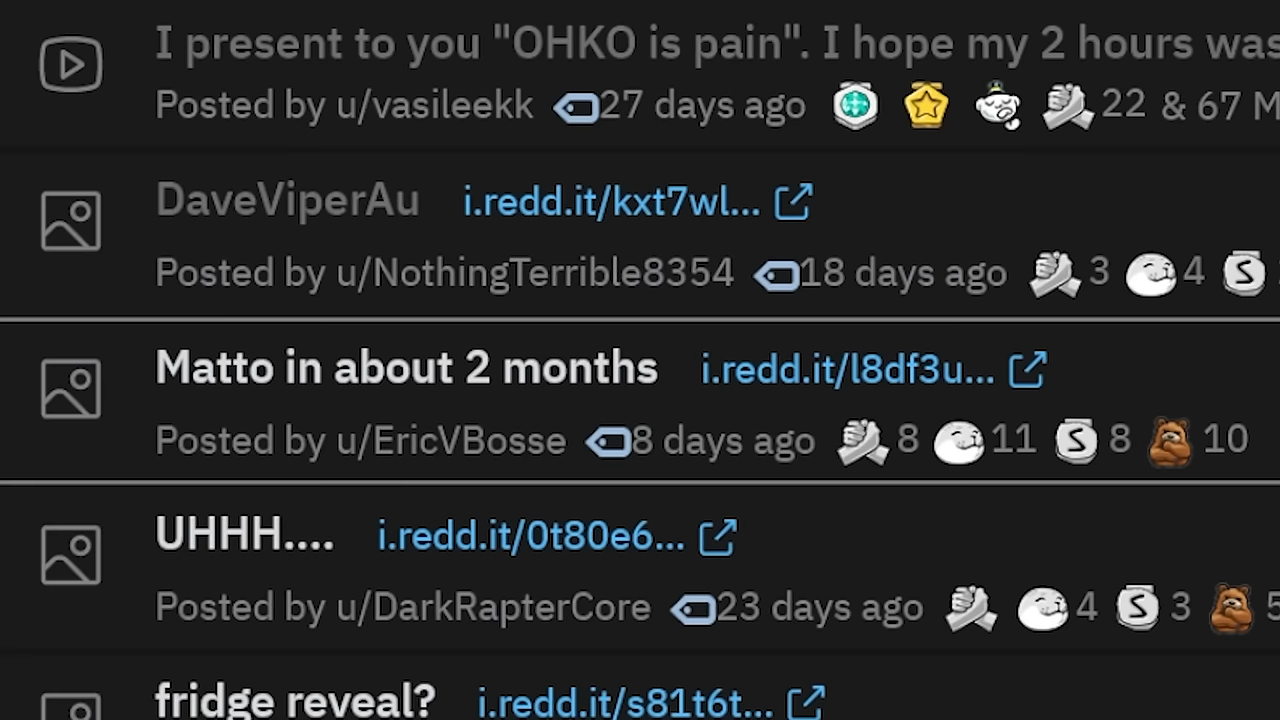 I present to you "OHKO is pain". I hope my 2 hours was
Posted by u/vasileekk 27 days ago 22 & 67 M
DaveViperAu i.redd.it/kxt7wl...
Posted by u/NothingTerrible8354 18 days ago 3 4 S
Matto in about 2 months i.redd.it/l8df3u...
Posted by u/EricVBosse 8 days ago 8 11 S 8 10
UHHH.... i.redd.it/0t80e6...
Posted by u/DarkRapterCore 23 days ago 4 S 3 5
fridge reveal? i.redd.it/s81t6t...